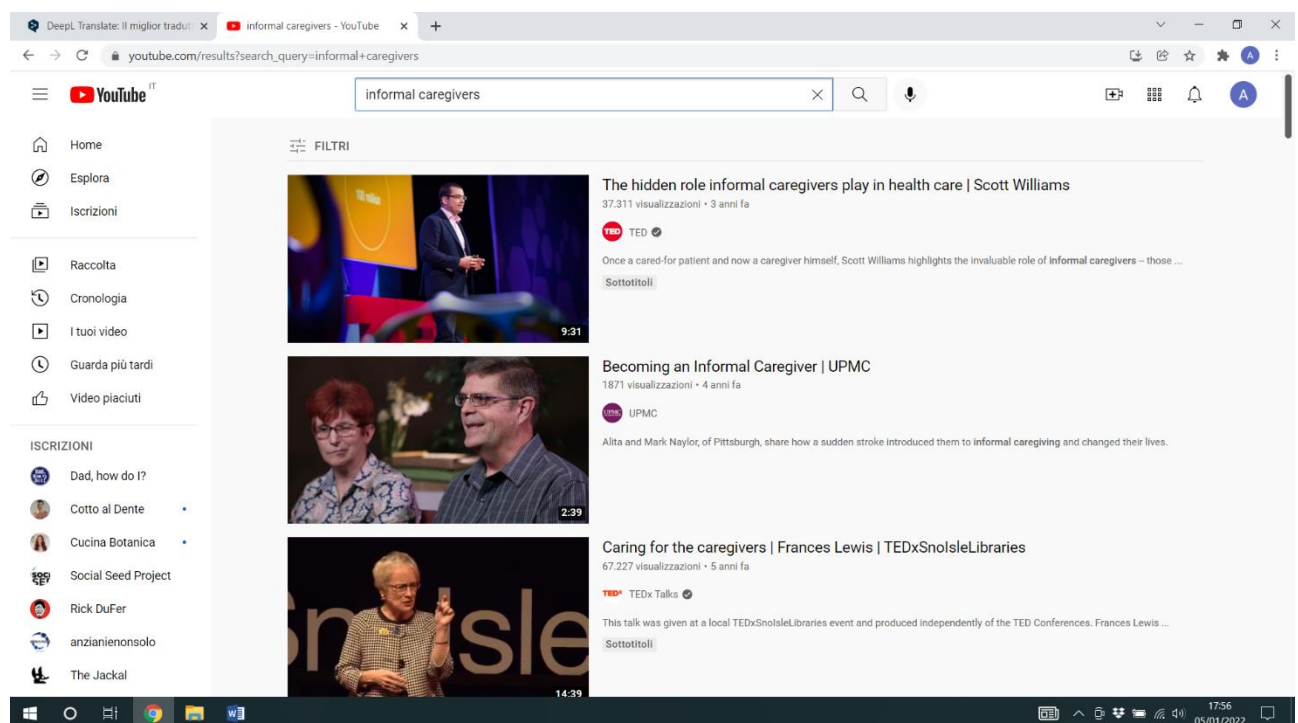 DeepL Translate: Il miglior tradut
informal caregivers - YouTube
youtube.com/results?search_query=informal+caregivers
A
YouTube IT
informal caregivers
A
Home
Esplora
Iscrizioni
Raccolta
Cronologia
I tuoi video
Guarda più tardi
Video piaciuti
ISCRIZIONI
Dad, how do I?
Cotto al Dente
Cucina Botanica
Social Seed Project
Rick DuFer
anzianienonsolo
The Jackal
FILTRI
9:31
The hidden role informal caregivers play in health care | Scott Williams
37.311 visualizzazioni • 3 anni fa
TED TED
Once a cared-for patient and now a caregiver himself, Scott Williams highlights the invaluable role of informal caregivers – those ...
Sottotitoli
2:39
Becoming an Informal Caregiver | UPMC
1871 visualizzazioni • 4 anni fa
UPMC UPMC
Alita and Mark Naylor, of Pittsburgh, share how a sudden stroke introduced them to informal caregiving and changed their lives.
SnoIsle
14:39
Caring for the caregivers | Frances Lewis | TEDxSnoIsleLibraries
67.227 visualizzazioni • 5 anni fa
TEDx TEDx Talks
This talk was given at a local TEDxSnoIsleLibraries event and produced independently of the TED Conferences. Frances Lewis ...
Sottotitoli
17:56
05/01/2022